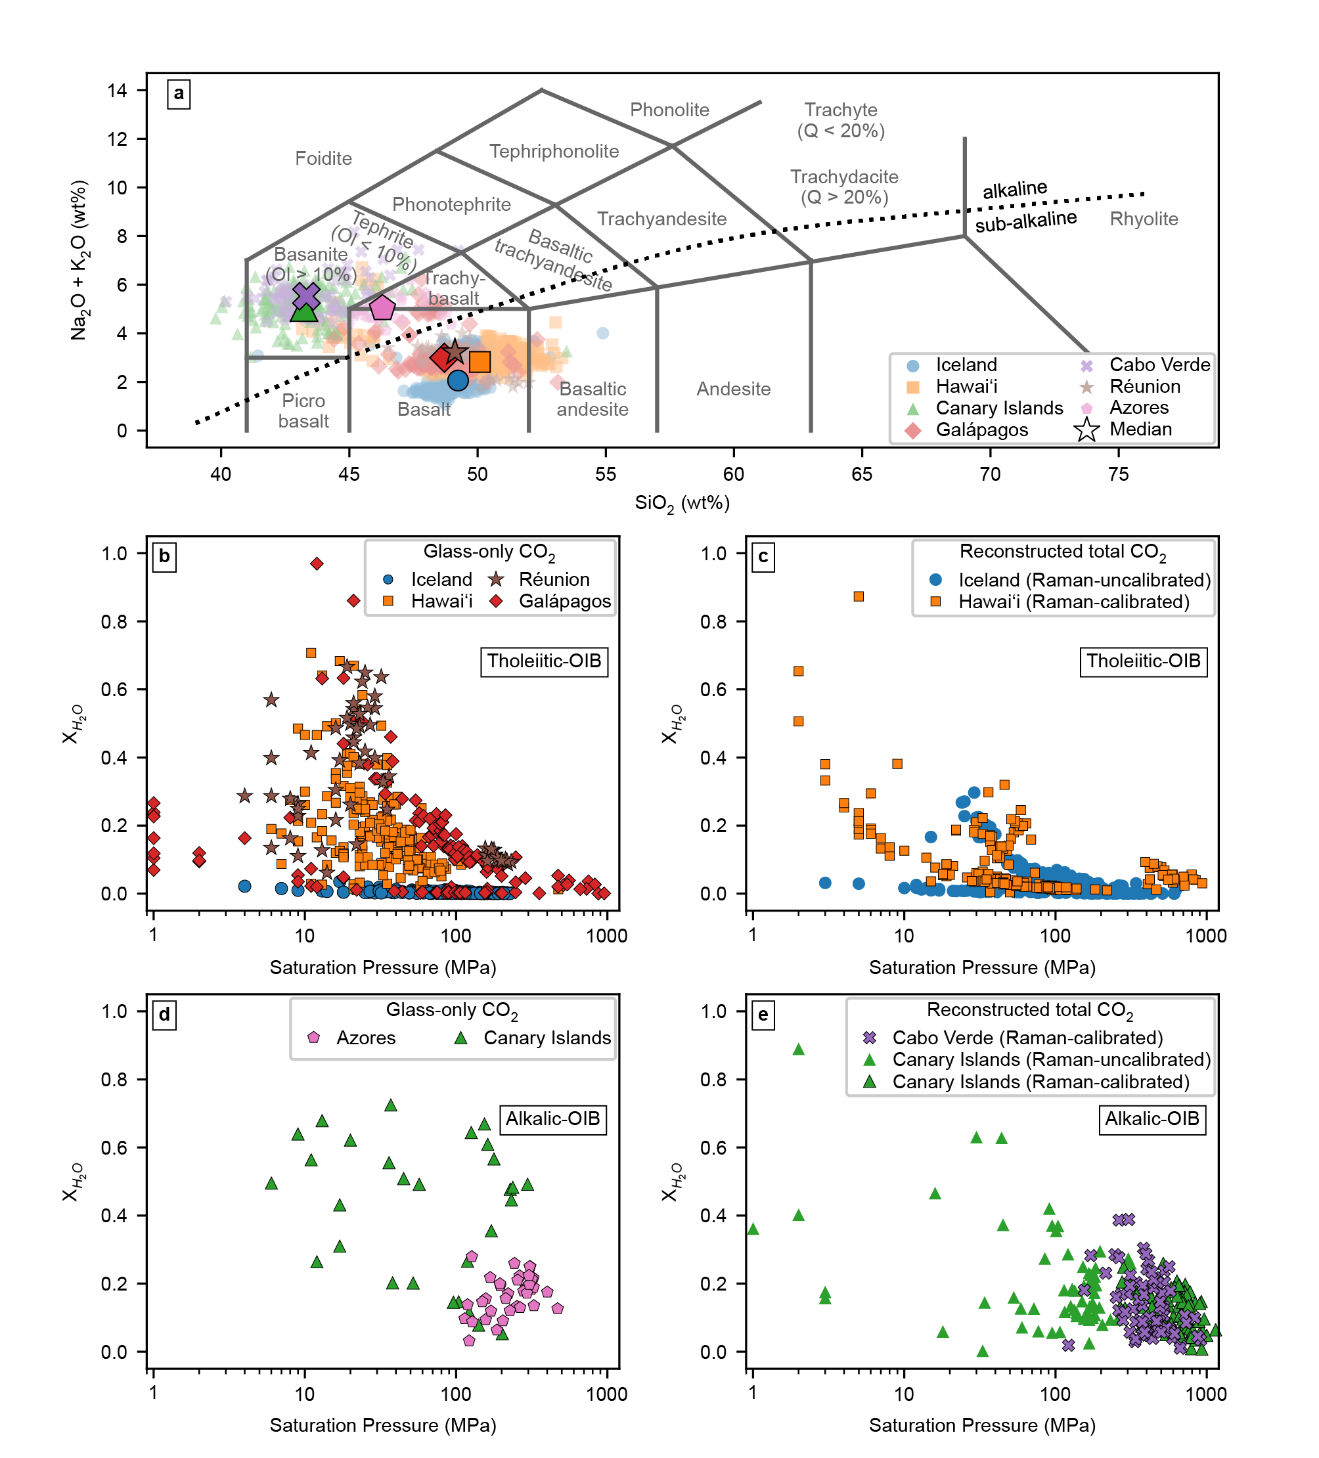 a
14
12
10
8
6
4
2
0
Na₂O + K₂O (wt%)
Foidite
Phonolite
Trachyte
(Q < 20%)
Tephriphonolite
Trachydacite
(Q > 20%)
Phonotephrite
Trachyandesite
alkaline
sub-alkaline
Rhyolite
Tephrite
(Ol < 10%)
Basanite
(Ol > 10%)
Basaltic
trachyandesite
Trachy-
basalt
Picro
basalt
Basalt
Basaltic
andesite
Andesite
Iceland
Hawai‘i
Canary Islands
Galápagos
Cabo Verde
Réunion
Azores
Median
40 45 50 55 60 65 70 75
SiO₂ (wt%)
b
Glass-only CO₂
Iceland Réunion
Hawai‘i Galápagos
Tholeiitic-OIB
1.0
0.8
0.6
0.4
0.2
0.0
X_H₂O
1 10 100 1000
Saturation Pressure (MPa)
c
Reconstructed total CO₂
Iceland (Raman-uncalibrated)
Hawai‘i (Raman-calibrated)
Tholeiitic-OIB
1.0
0.8
0.6
0.4
0.2
0.0
X_H₂O
1 10 100 1000
Saturation Pressure (MPa)
d
Glass-only CO₂
Azores Canary Islands
Alkalic-OIB
1.0
0.8
0.6
0.4
0.2
0.0
X_H₂O
1 10 100 1000
Saturation Pressure (MPa)
e
Reconstructed total CO₂
Cabo Verde (Raman-calibrated)
Canary Islands (Raman-uncalibrated)
Canary Islands (Raman-calibrated)
Alkalic-OIB
1.0
0.8
0.6
0.4
0.2
0.0
X_H₂O
1 10 100 1000
Saturation Pressure (MPa)